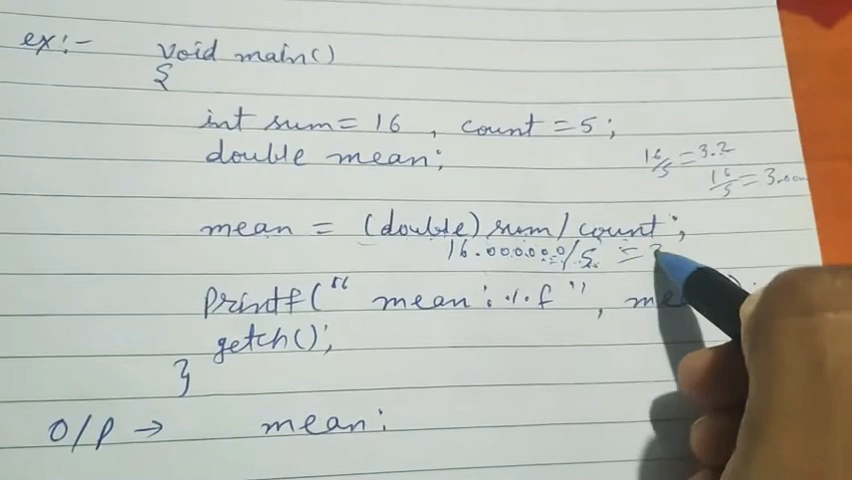 ex:- void main()
{
int sum = 16 , count = 5;
double mean;
16/5 = 3.2
16/5 = 3.00
mean = (double) sum / count ;
16.000000/5. =
printf (" mean: %.f ",
getch();
}
O/P → mean: